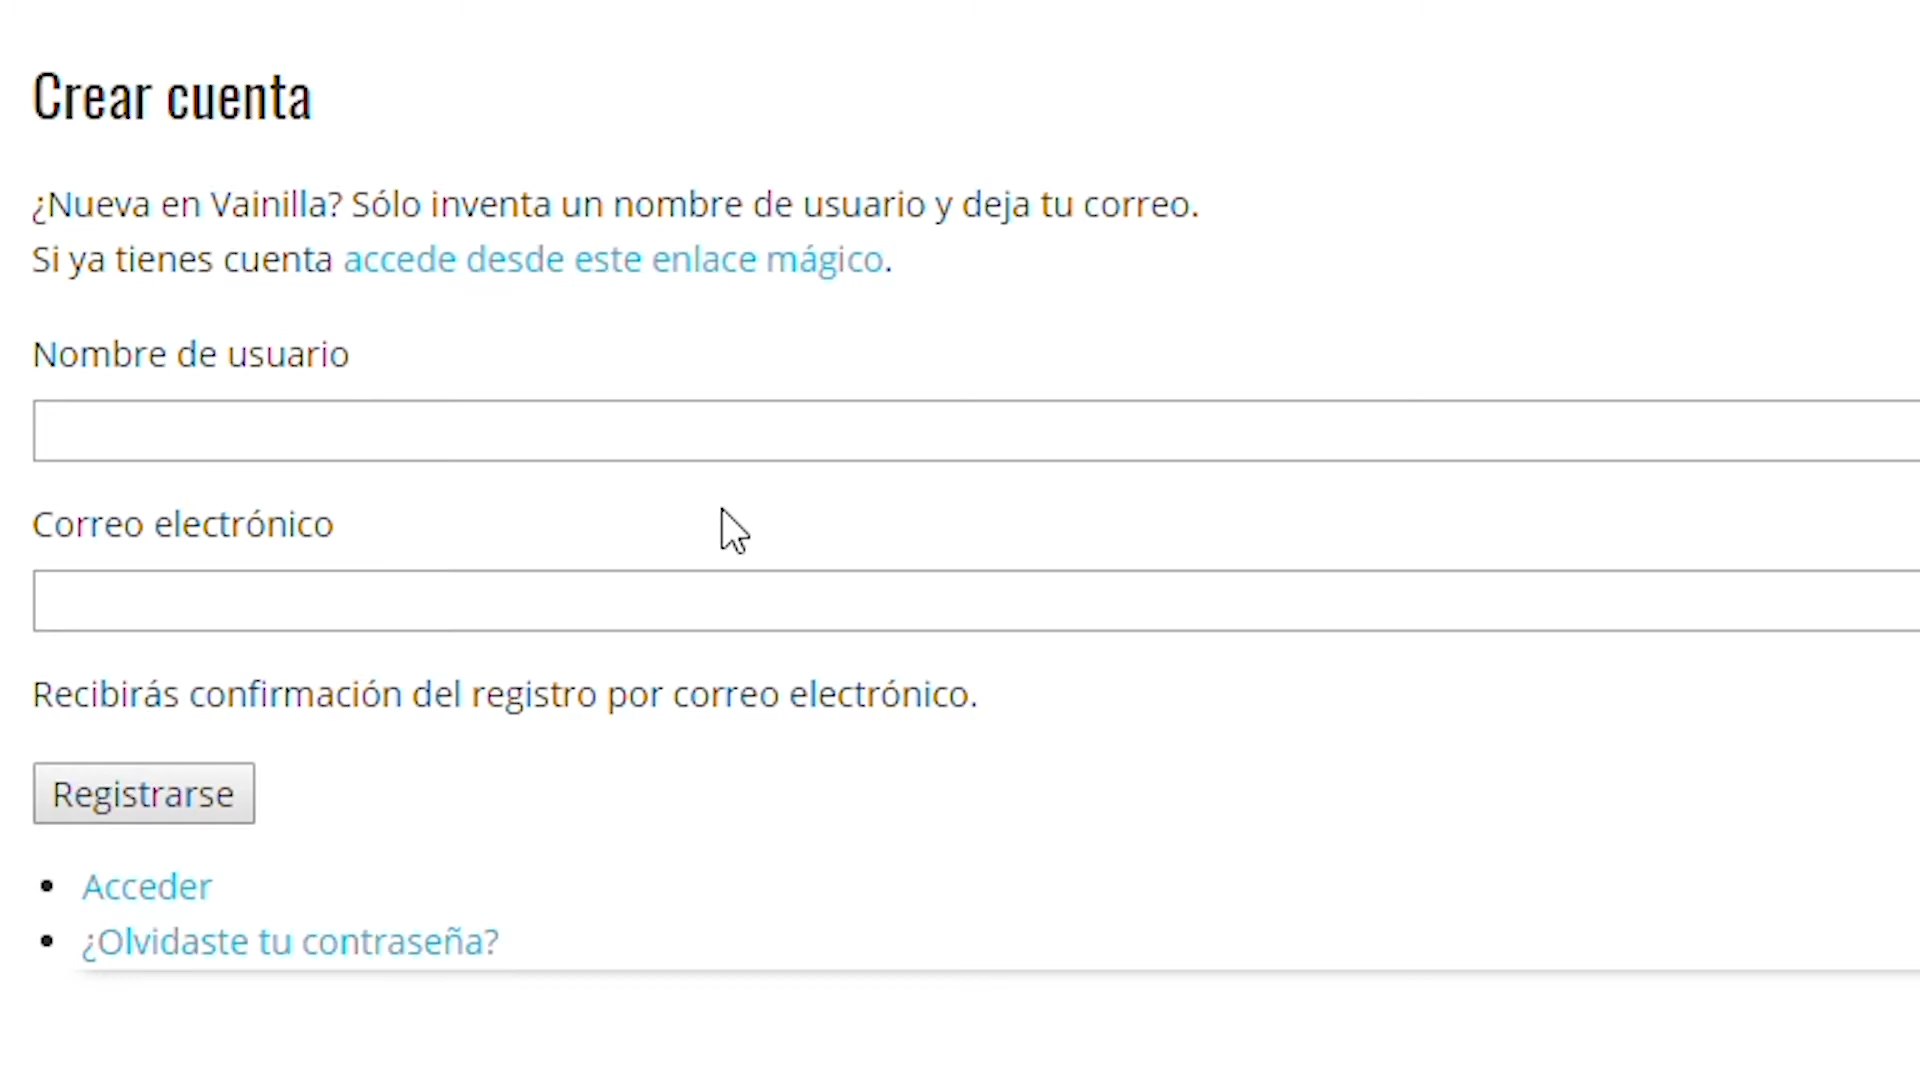 Crear cuenta
¿Nueva en Vainilla? Sólo inventa un nombre de usuario y deja tu correo.
Si ya tienes cuenta accede desde este enlace mágico.
Nombre de usuario
Correo electrónico
Recibirás confirmación del registro por correo electrónico.
Registrarse
Acceder
¿Olvidaste tu contraseña?